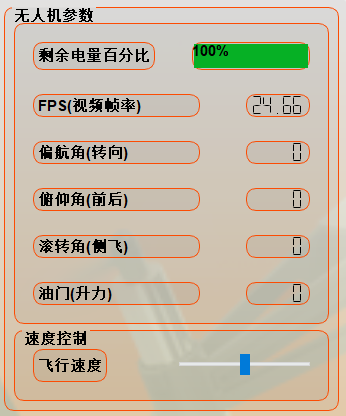 无人机参数
剩余电量百分比 100%
FPS(视频帧率) 24.66
偏航角(转向) 0
俯仰角(前后) 0
滚转角(侧飞) 0
油门(升力) 0
速度控制
飞行速度